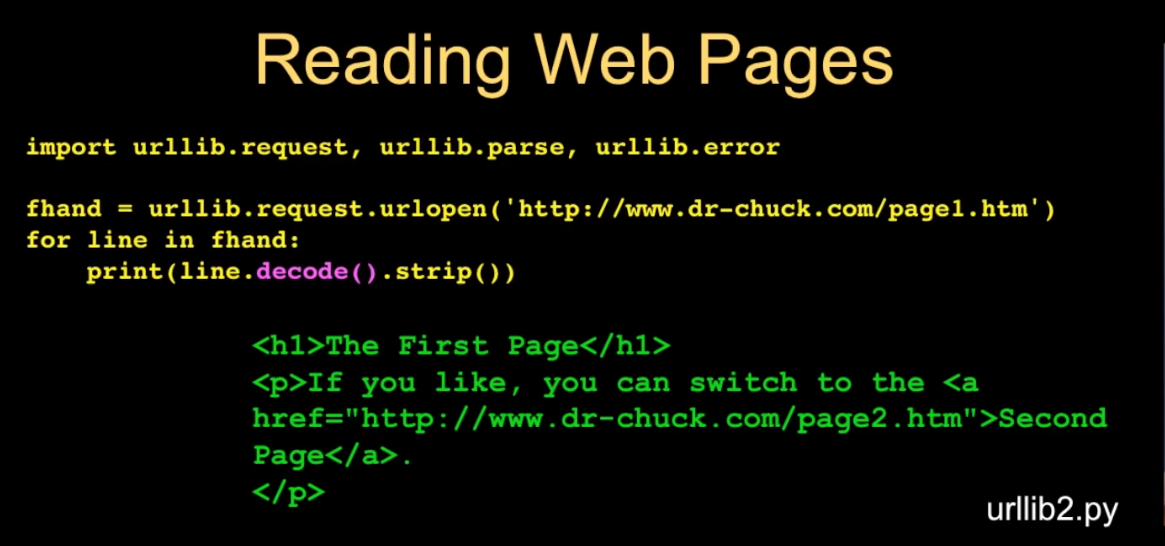 Reading Web Pages
import urllib.request, urllib.parse, urllib.error
fhand = urllib.request.urlopen('http://www.dr-chuck.com/page1.htm')
for line in fhand:
    print(line.decode().strip())
<h1>The First Page</h1>
<p>If you like, you can switch to the <a
href="http://www.dr-chuck.com/page2.htm">Second
Page</a>.
</p>
urllib2.py